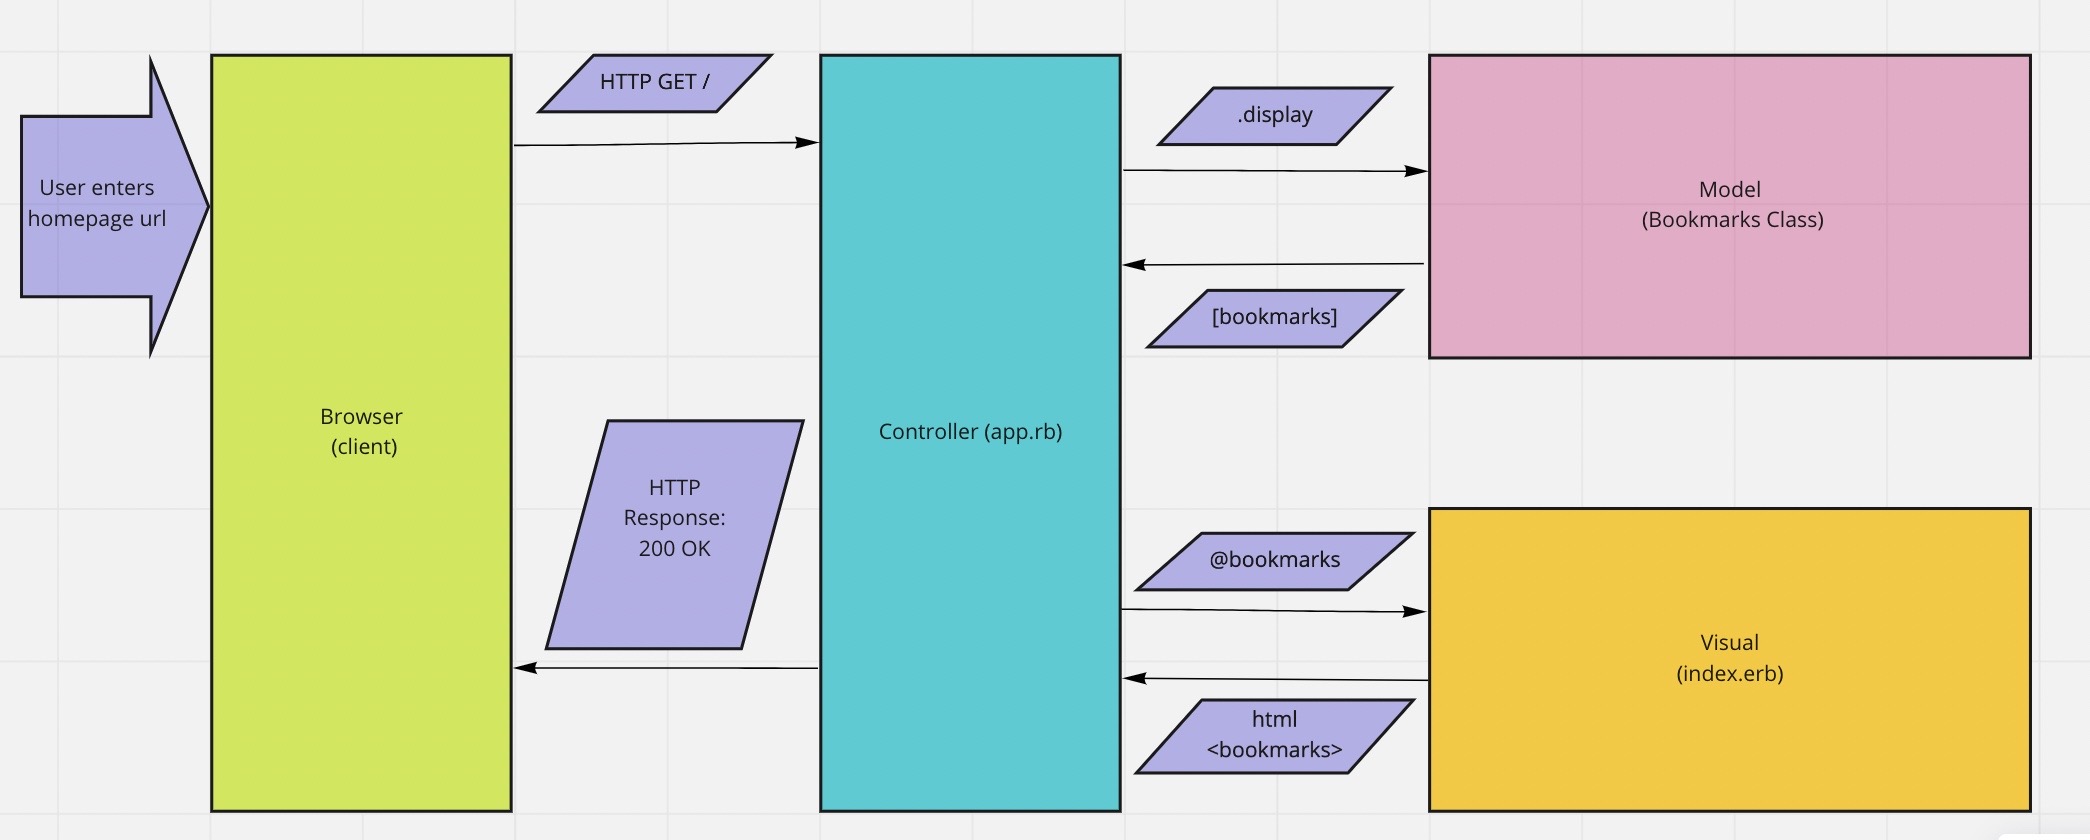 User enters
homepage url
Browser
(client)
HTTP GET /
HTTP
Response:
200 OK
Controller (app.rb)
.display
[bookmarks]
Model
(Bookmarks Class)
@bookmarks
html
<bookmarks>
Visual
(index.erb)